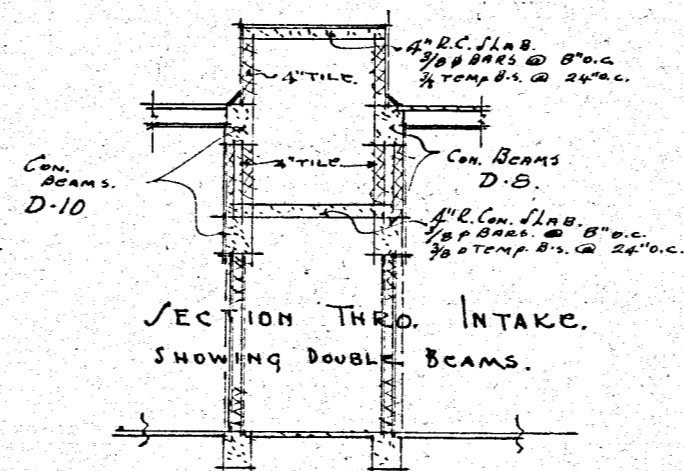 4" R.C. SLAB.
3/8 φ BARS @ 8" O.C.
3/8 TEMP B.S. @ 24" O.C.
4" TILE.
CON.
BEAMS.
D-10
4" TILE
CON. BEAMS
D-8.
4" R. CON. SLAB.
3/8 φ BARS. @ 8" O.C.
3/8 φ TEMP. B.S. @ 24" O.C.
SECTION THRO. INTAKE.
SHOWING DOUBLE BEAMS.